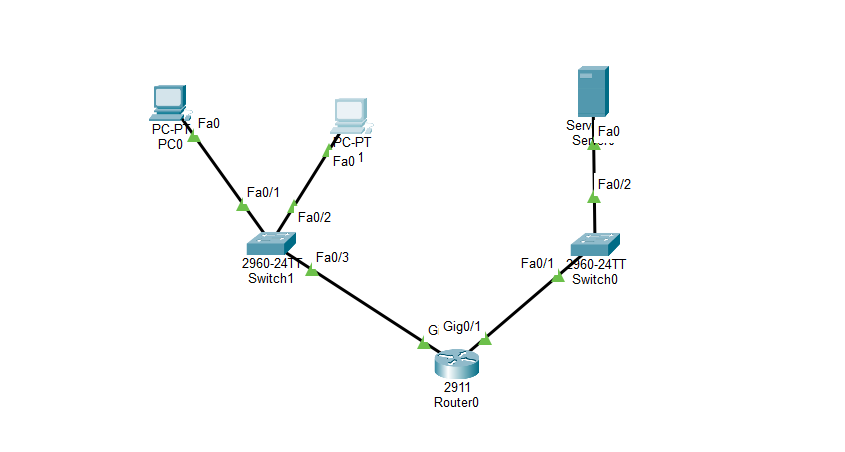 Fa0
PC-PT
PC0
PC-PT
1
Fa0
Fa0/1
Fa0/2
2960-24TT
Switch1
Fa0/3
Fa0
Fa0/2
Fa0/1
2960-24TT
Switch0
G
Gig0/1
2911
Router0